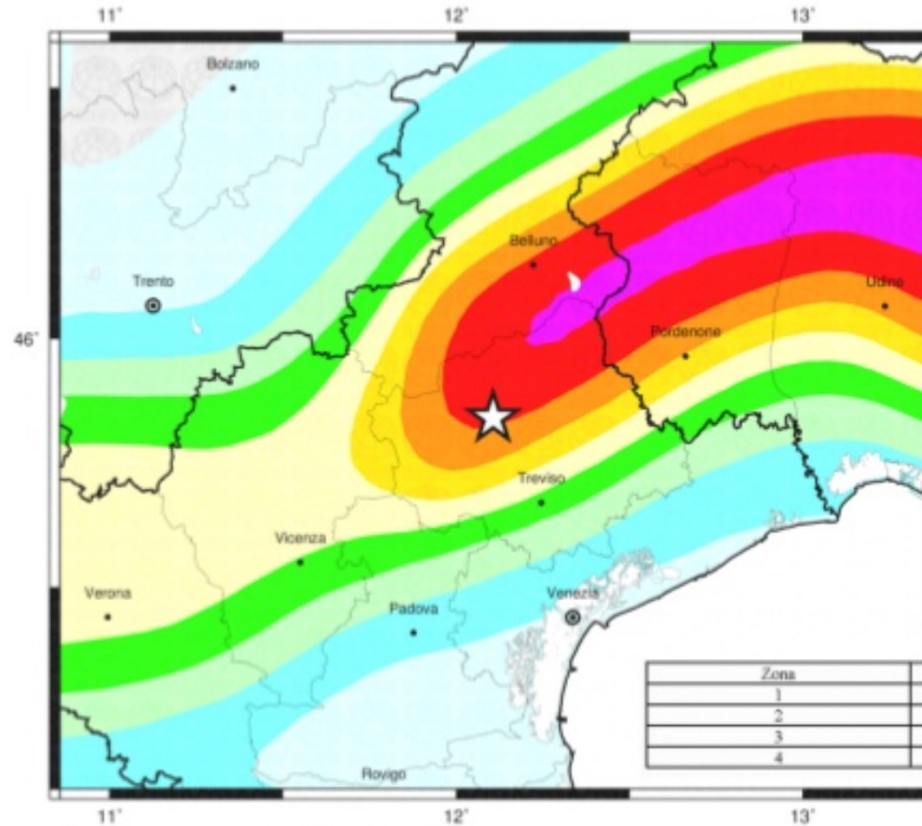 11° 12° 13°
Bolzano
Belluno
Trento
Udine
46°
Pordenone
Treviso
Vicenza
Verona
Venezia
Padova
Zona
1
2
3
4
Rovigo
11° 12° 13°